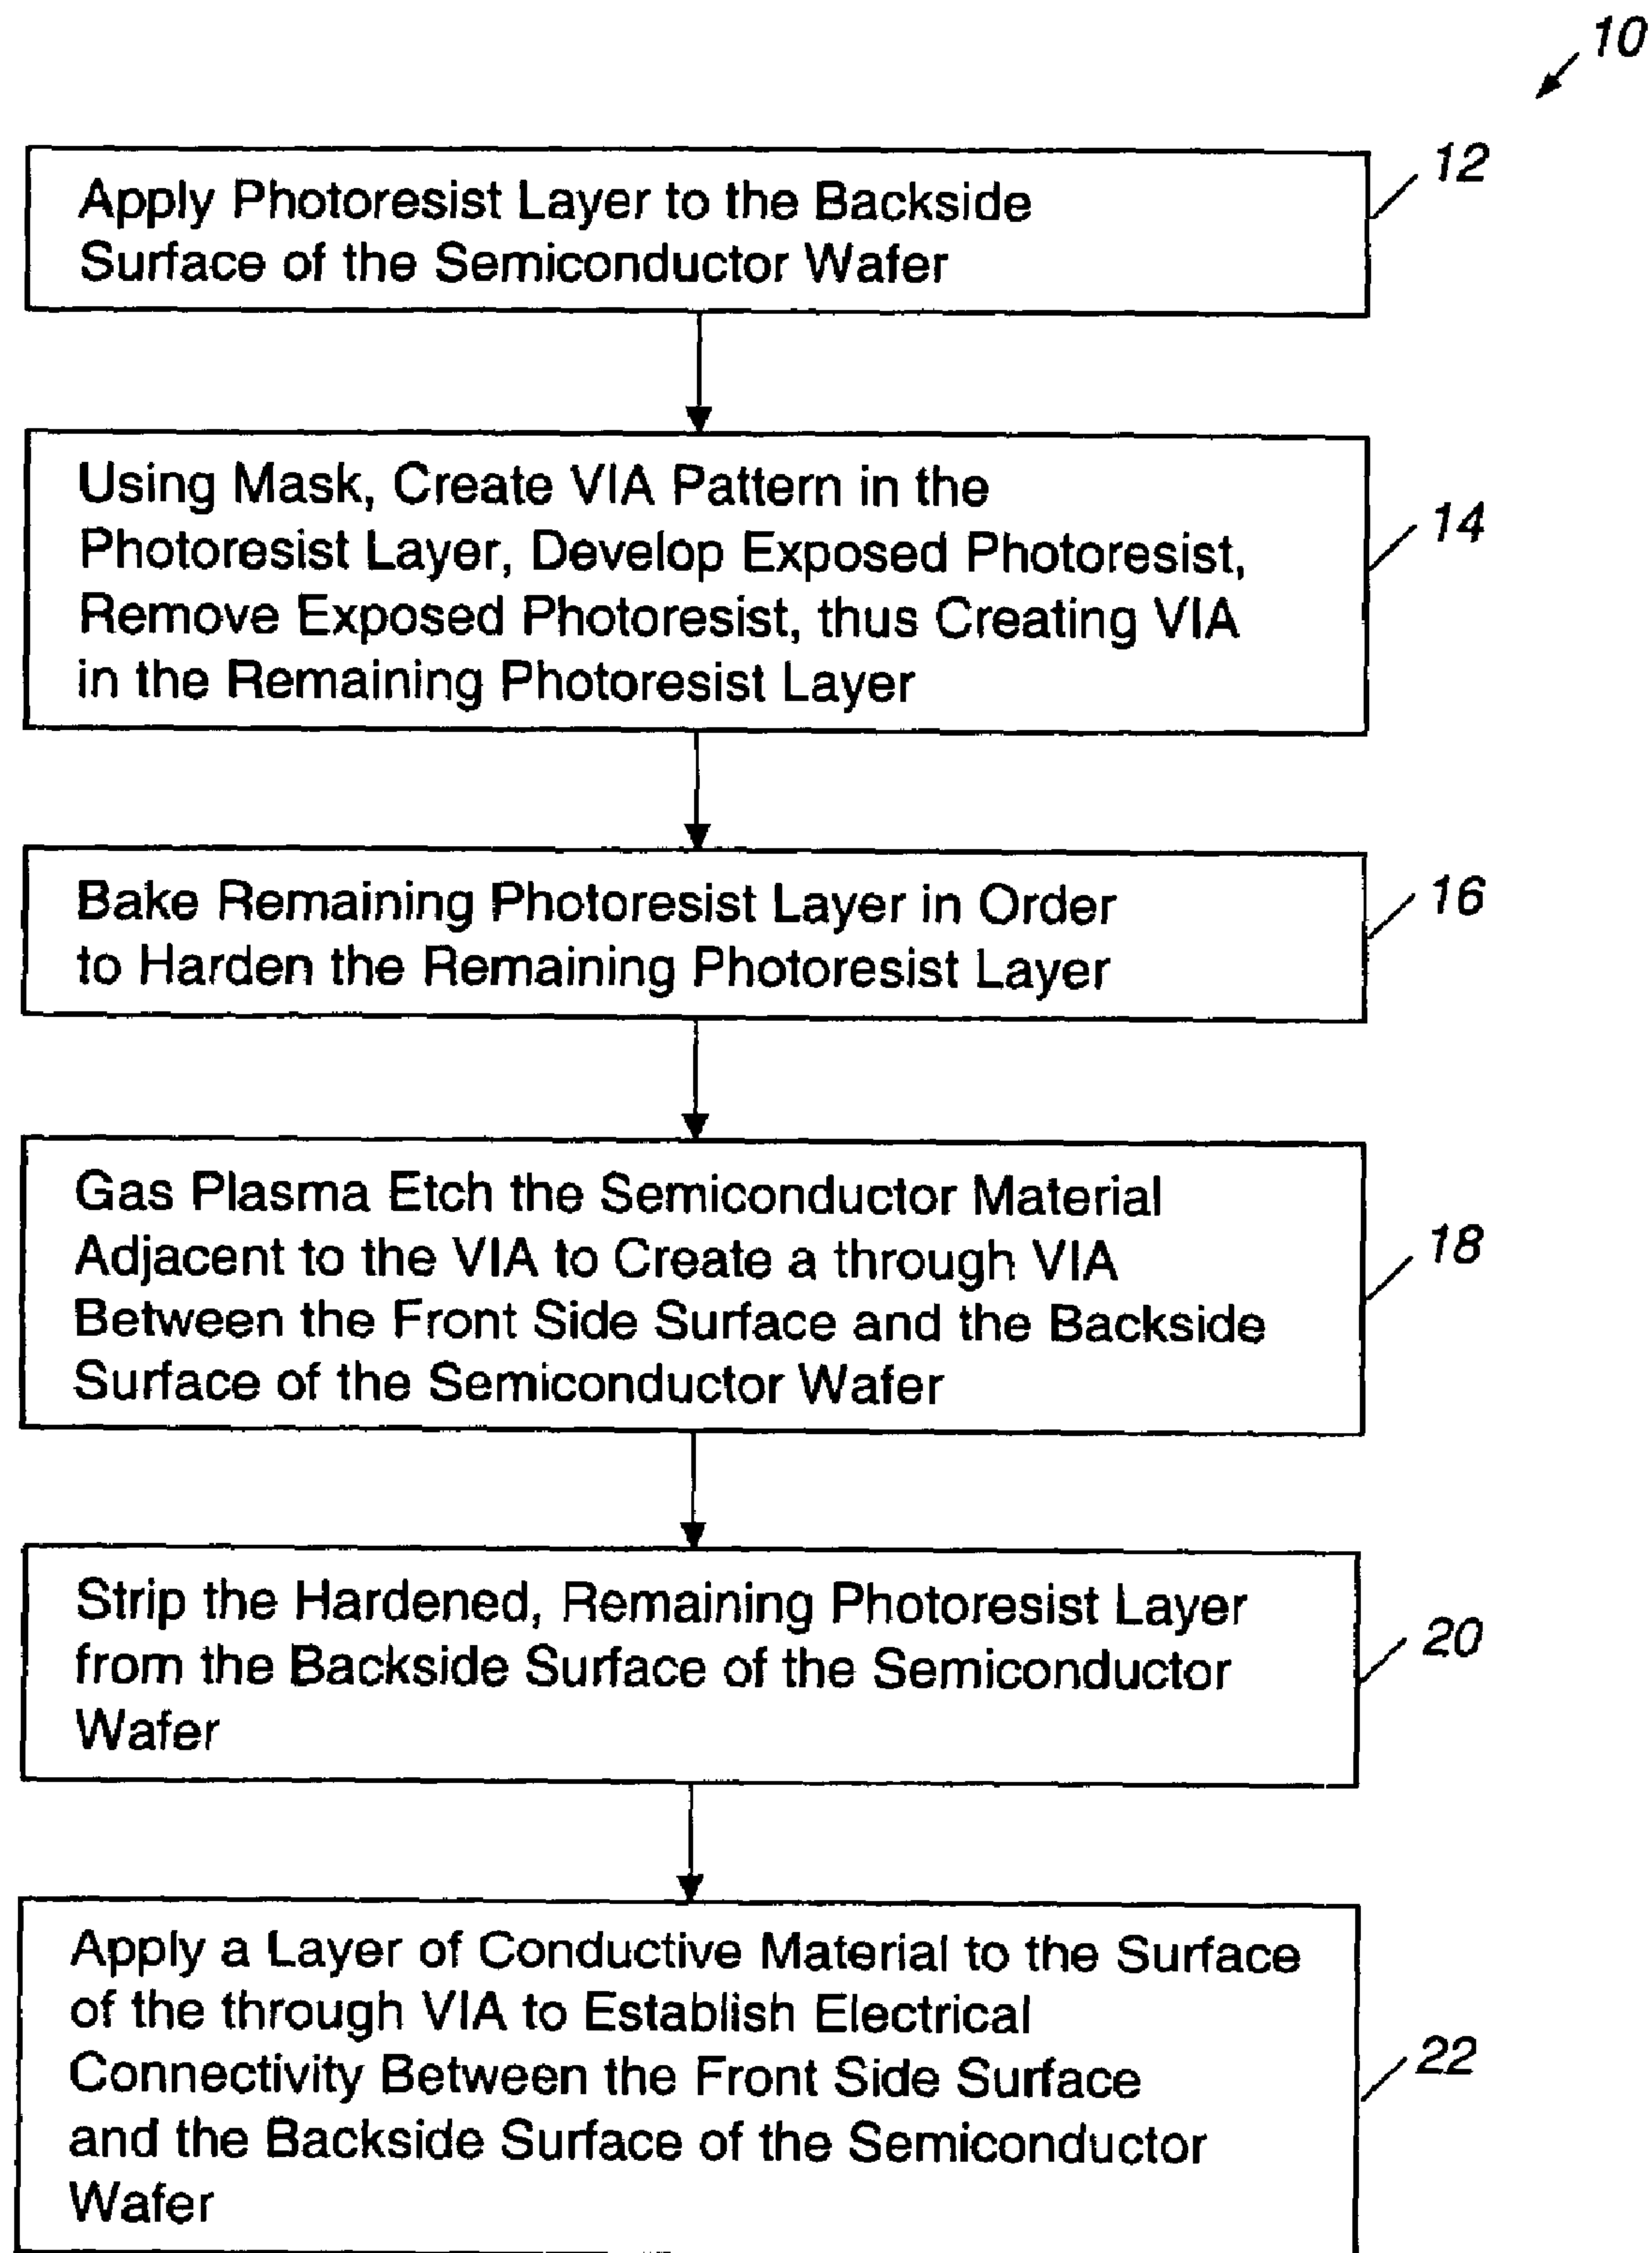 10
12
Apply Photoresist Layer to the Backside
Surface of the Semiconductor Wafer
14
Using Mask, Create VIA Pattern in the
Photoresist Layer, Develop Exposed Photoresist,
Remove Exposed Photoresist, thus Creating VIA
in the Remaining Photoresist Layer
16
Bake Remaining Photoresist Layer in Order
to Harden the Remaining Photoresist Layer
18
Gas Plasma Etch the Semiconductor Material
Adjacent to the VIA to Create a through VIA
Between the Front Side Surface and the Backside
Surface of the Semiconductor Wafer
20
Strip the Hardened, Remaining Photoresist Layer
from the Backside Surface of the Semiconductor
Wafer
22
Apply a Layer of Conductive Material to the Surface
of the through VIA to Establish Electrical
Connectivity Between the Front Side Surface
and the Backside Surface of the Semiconductor
Wafer